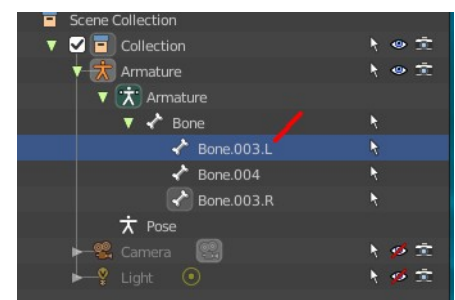 Scene Collection
Collection
Armature
Armature
Bone
Bone.003.L
Bone.004
Bone.003.R
Pose
Camera
Light